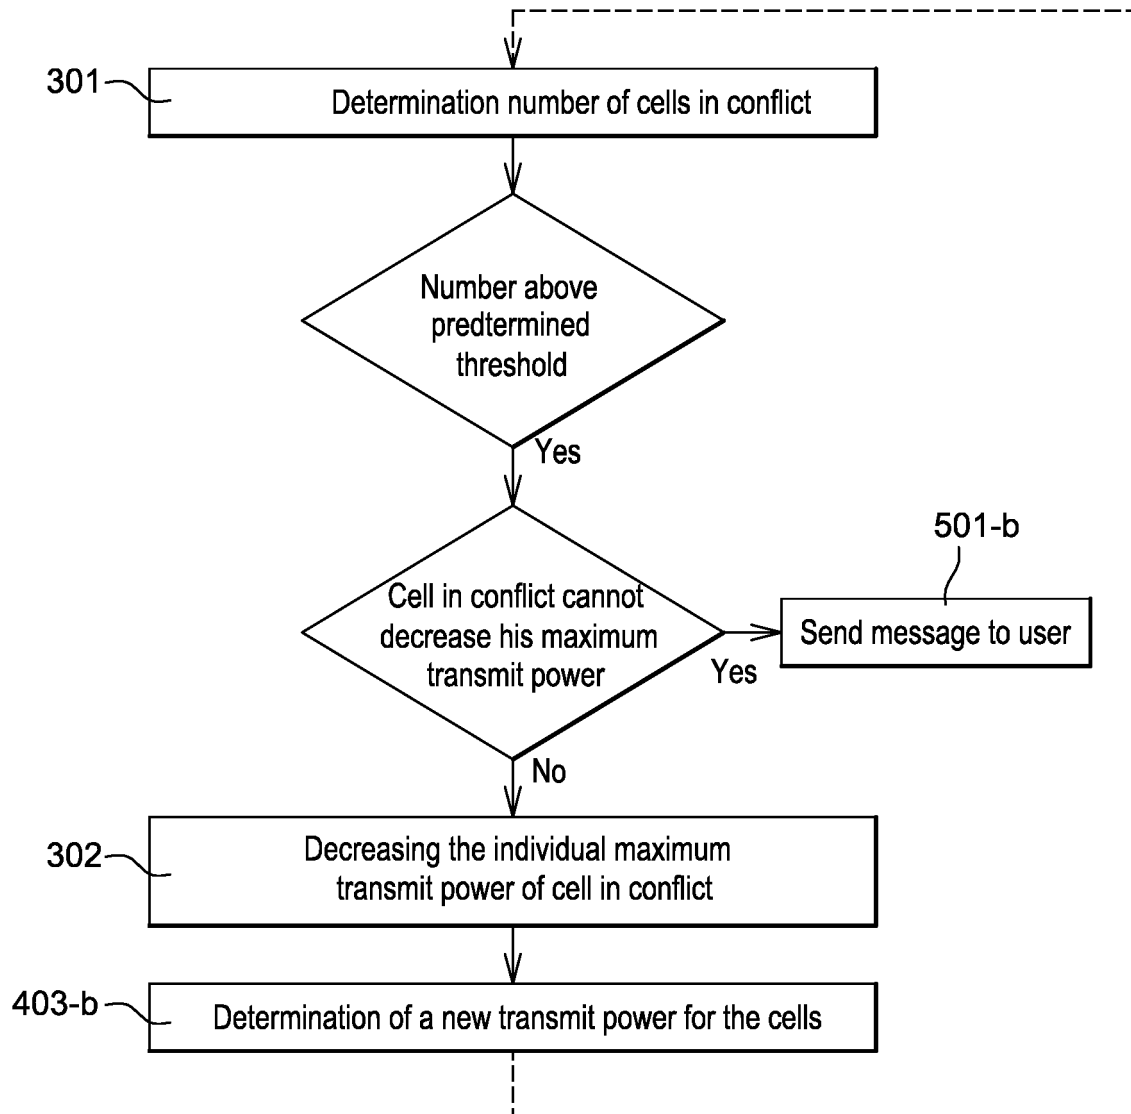 301
Determination number of cells in conflict
Number above
predtermined
threshold
Yes
501-b
Cell in conflict cannot
decrease his maximum
transmit power
Send message to user
Yes
No
302
Decreasing the individual maximum
transmit power of cell in conflict
403-b
Determination of a new transmit power for the cells